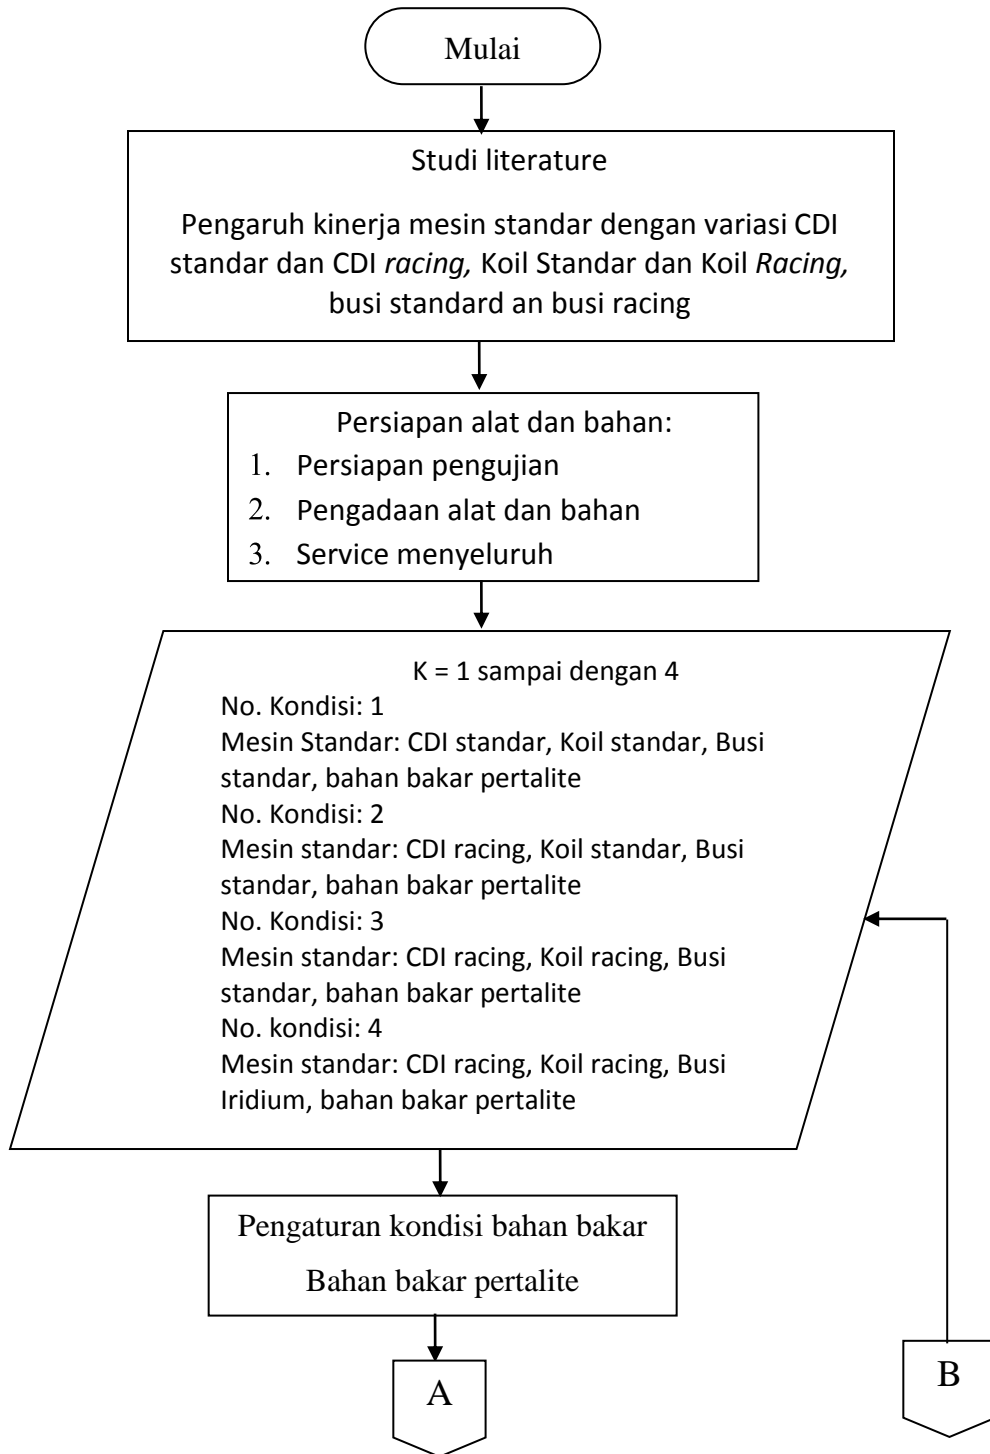 Mulai
Studi literature
Pengaruh kinerja mesin standar dengan variasi CDI
standar dan CDI racing, Koil Standar dan Koil Racing,
busi standard an busi racing
Persiapan alat dan bahan:
1. Persiapan pengujian
2. Pengadaan alat dan bahan
3. Service menyeluruh
K = 1 sampai dengan 4
No. Kondisi: 1
Mesin Standar: CDI standar, Koil standar, Busi
standar, bahan bakar pertalite
No. Kondisi: 2
Mesin standar: CDI racing, Koil standar, Busi
standar, bahan bakar pertalite
No. Kondisi: 3
Mesin standar: CDI racing, Koil racing, Busi
standar, bahan bakar pertalite
No. kondisi: 4
Mesin standar: CDI racing, Koil racing, Busi
Iridium, bahan bakar pertalite
Pengaturan kondisi bahan bakar
Bahan bakar pertalite
A
B